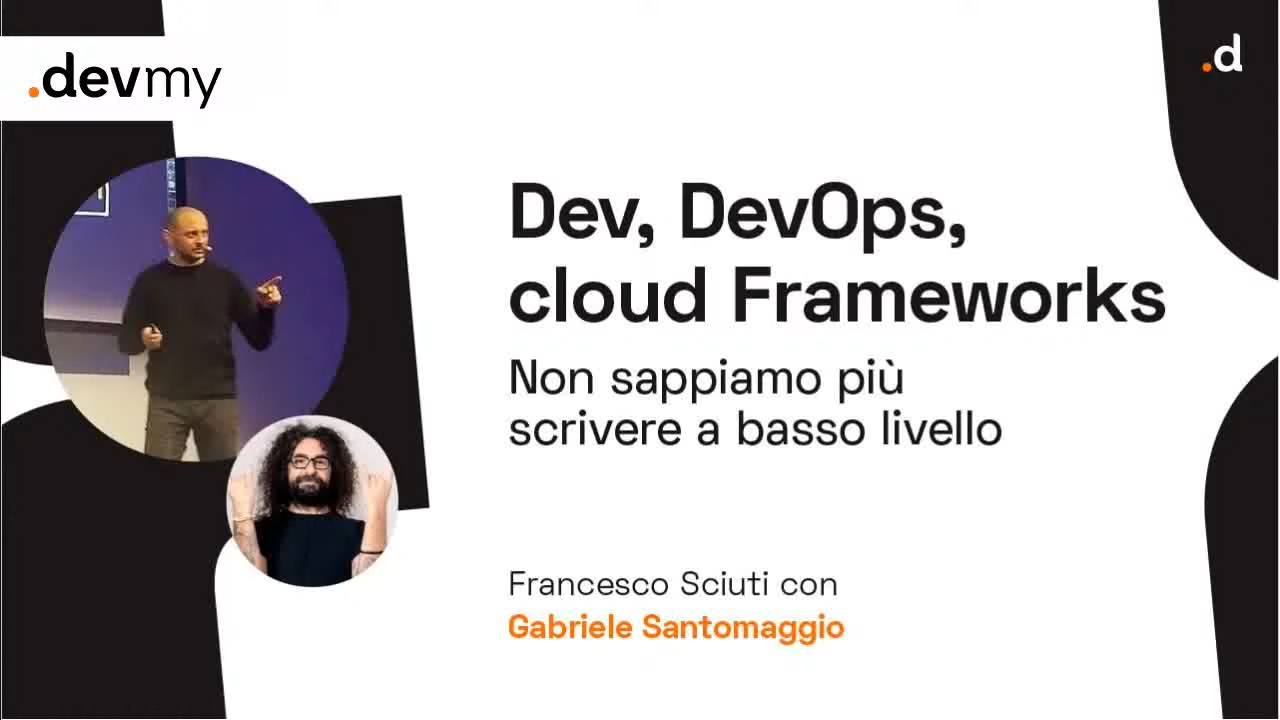 .devmy
.d
Dev, DevOps,
cloud Frameworks
Non sappiamo più
scrivere a basso livello
Francesco Sciuti con
Gabriele Santomaggio